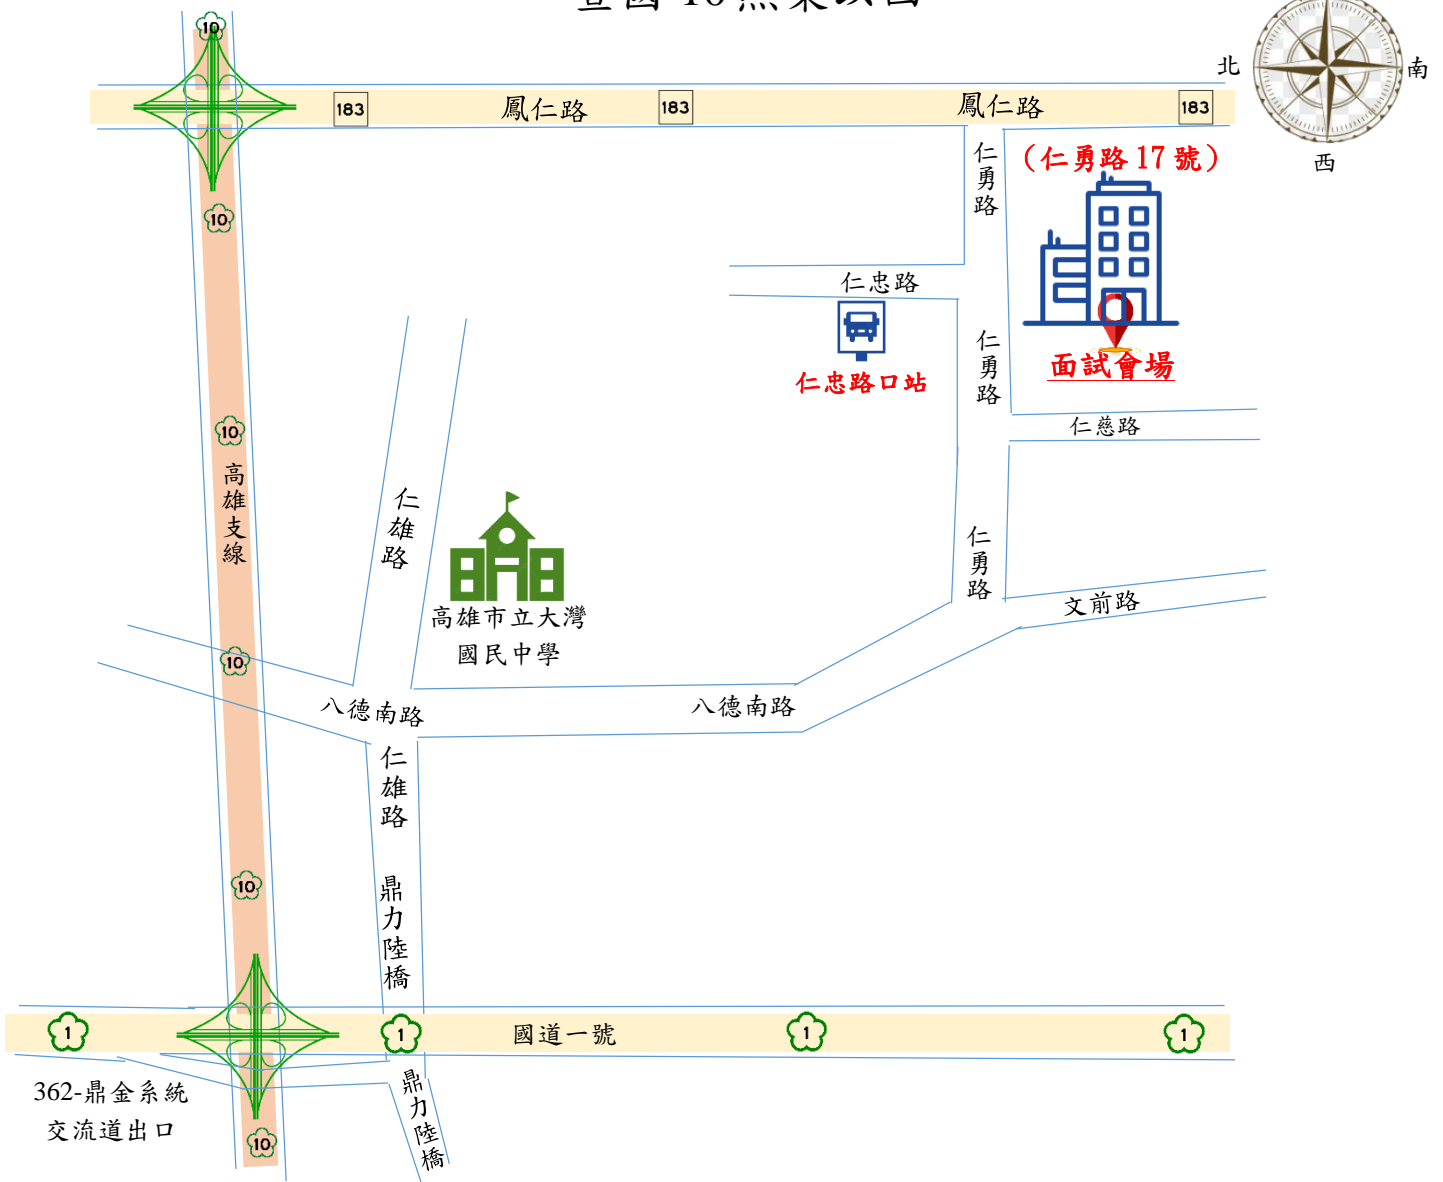 10
北
南
西
183
鳳仁路
183
鳳仁路
183
仁勇路
(仁勇路17號)
10
仁忠路
仁忠路口站
仁勇路
面試會場
仁慈路
10
高雄支線
仁雄路
仁勇路
文前路
高雄市立大灣
國民中學
10
八德南路
八德南路
仁雄路
鼎力陸橋
10
1
1
國道一號
1
1
362-鼎金系統
交流道出口
鼎力陸橋
10